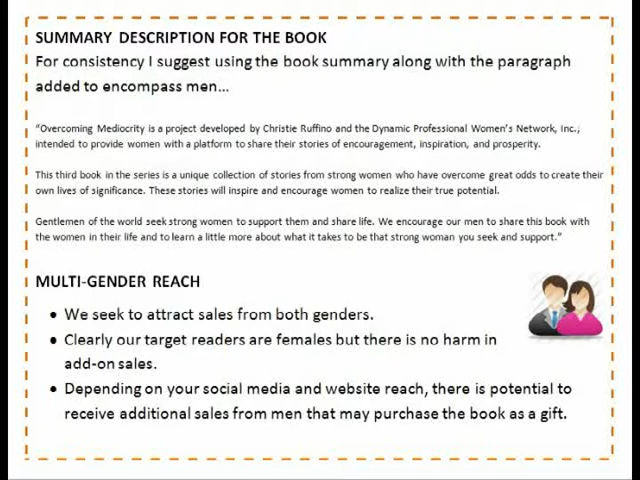 SUMMARY DESCRIPTION FOR THE BOOK
For consistency I suggest using the book summary along with the paragraph
added to encompass men…
"Overcoming Mediocrity is a project developed by Christie Ruffino and the Dynamic Professional Women's Network, Inc.,
intended to provide women with a platform to share their stories of encouragement, inspiration, and prosperity.
This third book in the series is a unique collection of stories from strong women who have overcome great odds to create their
own lives of significance. These stories will inspire and encourage women to realize their true potential.
Gentlemen of the world seek strong women to support them and share life. We encourage our men to share this book with
the women in their life and to learn a little more about what it takes to be that strong woman you seek and support."
MULTI-GENDER REACH
• We seek to attract sales from both genders.
• Clearly our target readers are females but there is no harm in
add-on sales.
• Depending on your social media and website reach, there is potential to
receive additional sales from men that may purchase the book as a gift.